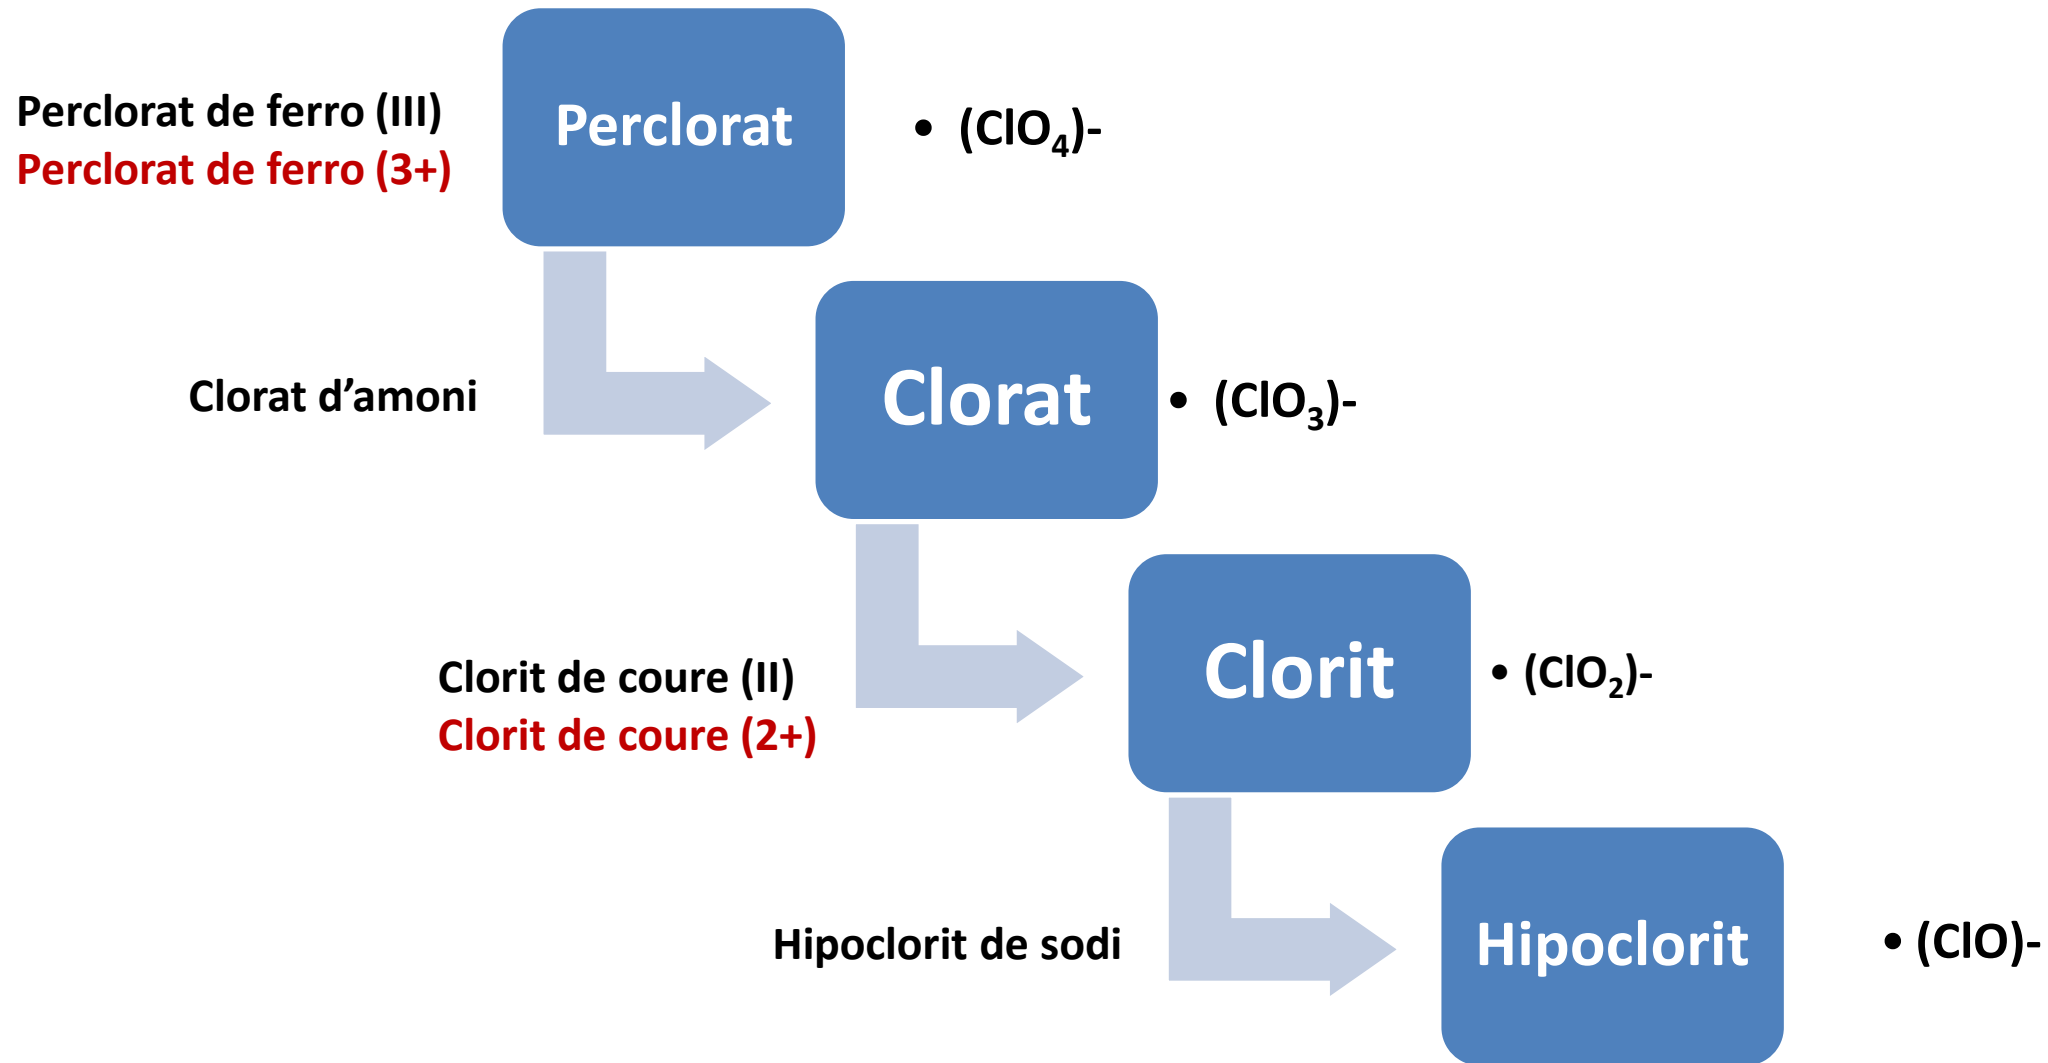 Perclorat de ferro (III)
Perclorat de ferro (3+)
Perclorat
• (ClO₄)-
Clorat d’amoni
Clorat
• (ClO₃)-
Clorit de coure (II)
Clorit de coure (2+)
Clorit
• (ClO₂)-
Hipoclorit de sodi
Hipoclorit
• (ClO)-